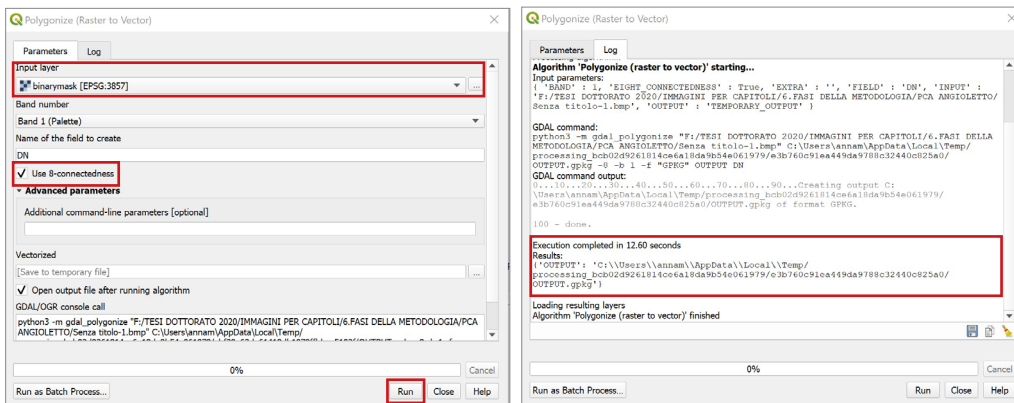 Polygonize (Raster to Vector)
Parameters Log
Input layer
binarymask [EPSG:3857]
...
Band number
Band 1 (Palette)
Name of the field to create
DN
Use 8-connectedness
Advanced parameters
Additional command-line parameters [optional]
Vectorized
[Save to temporary file]
...
Open output file after running algorithm
GDAL/OGR console call
python3 -m gdal_polygonize "F:/TESI DOTTORATO 2020/IMMAGINI PER CAPITOLI/6.FASI DELLA METODOLOGIA/PCA
ANGIOLETTO/Senza titolo-1.bmp" C:\Users\annam\AppData\Local\Temp/
0%
Cancel
Run as Batch Process...
Run Close Help
Polygonize (Raster to Vector)
Parameters Log
Algorithm 'Polygonize (raster to vector)' starting...
Input parameters:
{ 'BAND' : 1, 'EIGHT_CONNECTEDNESS' : True, 'EXTRA' : '', 'FIELD' : 'DN', 'INPUT' :
'F:/TESI DOTTORATO 2020/IMMAGINI PER CAPITOLI/6.FASI DELLA METODOLOGIA/PCA ANGIOLETTO/
Senza titolo-1.bmp', 'OUTPUT' : 'TEMPORARY_OUTPUT' }
GDAL command:
python3 -m gdal_polygonize "F:/TESI DOTTORATO 2020/IMMAGINI PER CAPITOLI/6.FASI DELLA
METODOLOGIA/PCA ANGIOLETTO/Senza titolo-1.bmp" C:\Users\annam\AppData\Local\Temp/
processing_bcb02d9261814ce6a18da9b54e061979/e3b760c91ea449da9788c32440c825a0/
OUTPUT.gpkg -8 -b 1 -f "GPKG" OUTPUT DN
GDAL command output:
0...10...20...30...40...50...60...70...80...90...Creating output C:
\Users\annam\AppData\Local\Temp/processing_bcb02d9261814ce6a18da9b54e061979/
e3b760c91ea449da9788c32440c825a0/OUTPUT.gpkg of format GPKG.
100 - done.
Execution completed in 12.60 seconds
Results:
{'OUTPUT': 'C:\\Users\\annam\\AppData\\Local\\Temp/
processing_bcb02d9261814ce6a18da9b54e061979/e3b760c91ea449da9788c32440c825a0/
OUTPUT.gpkg'}
Loading resulting layers
Algorithm 'Polygonize (raster to vector)' finished
0%
Cancel
Run as Batch Process...
Run Close Help